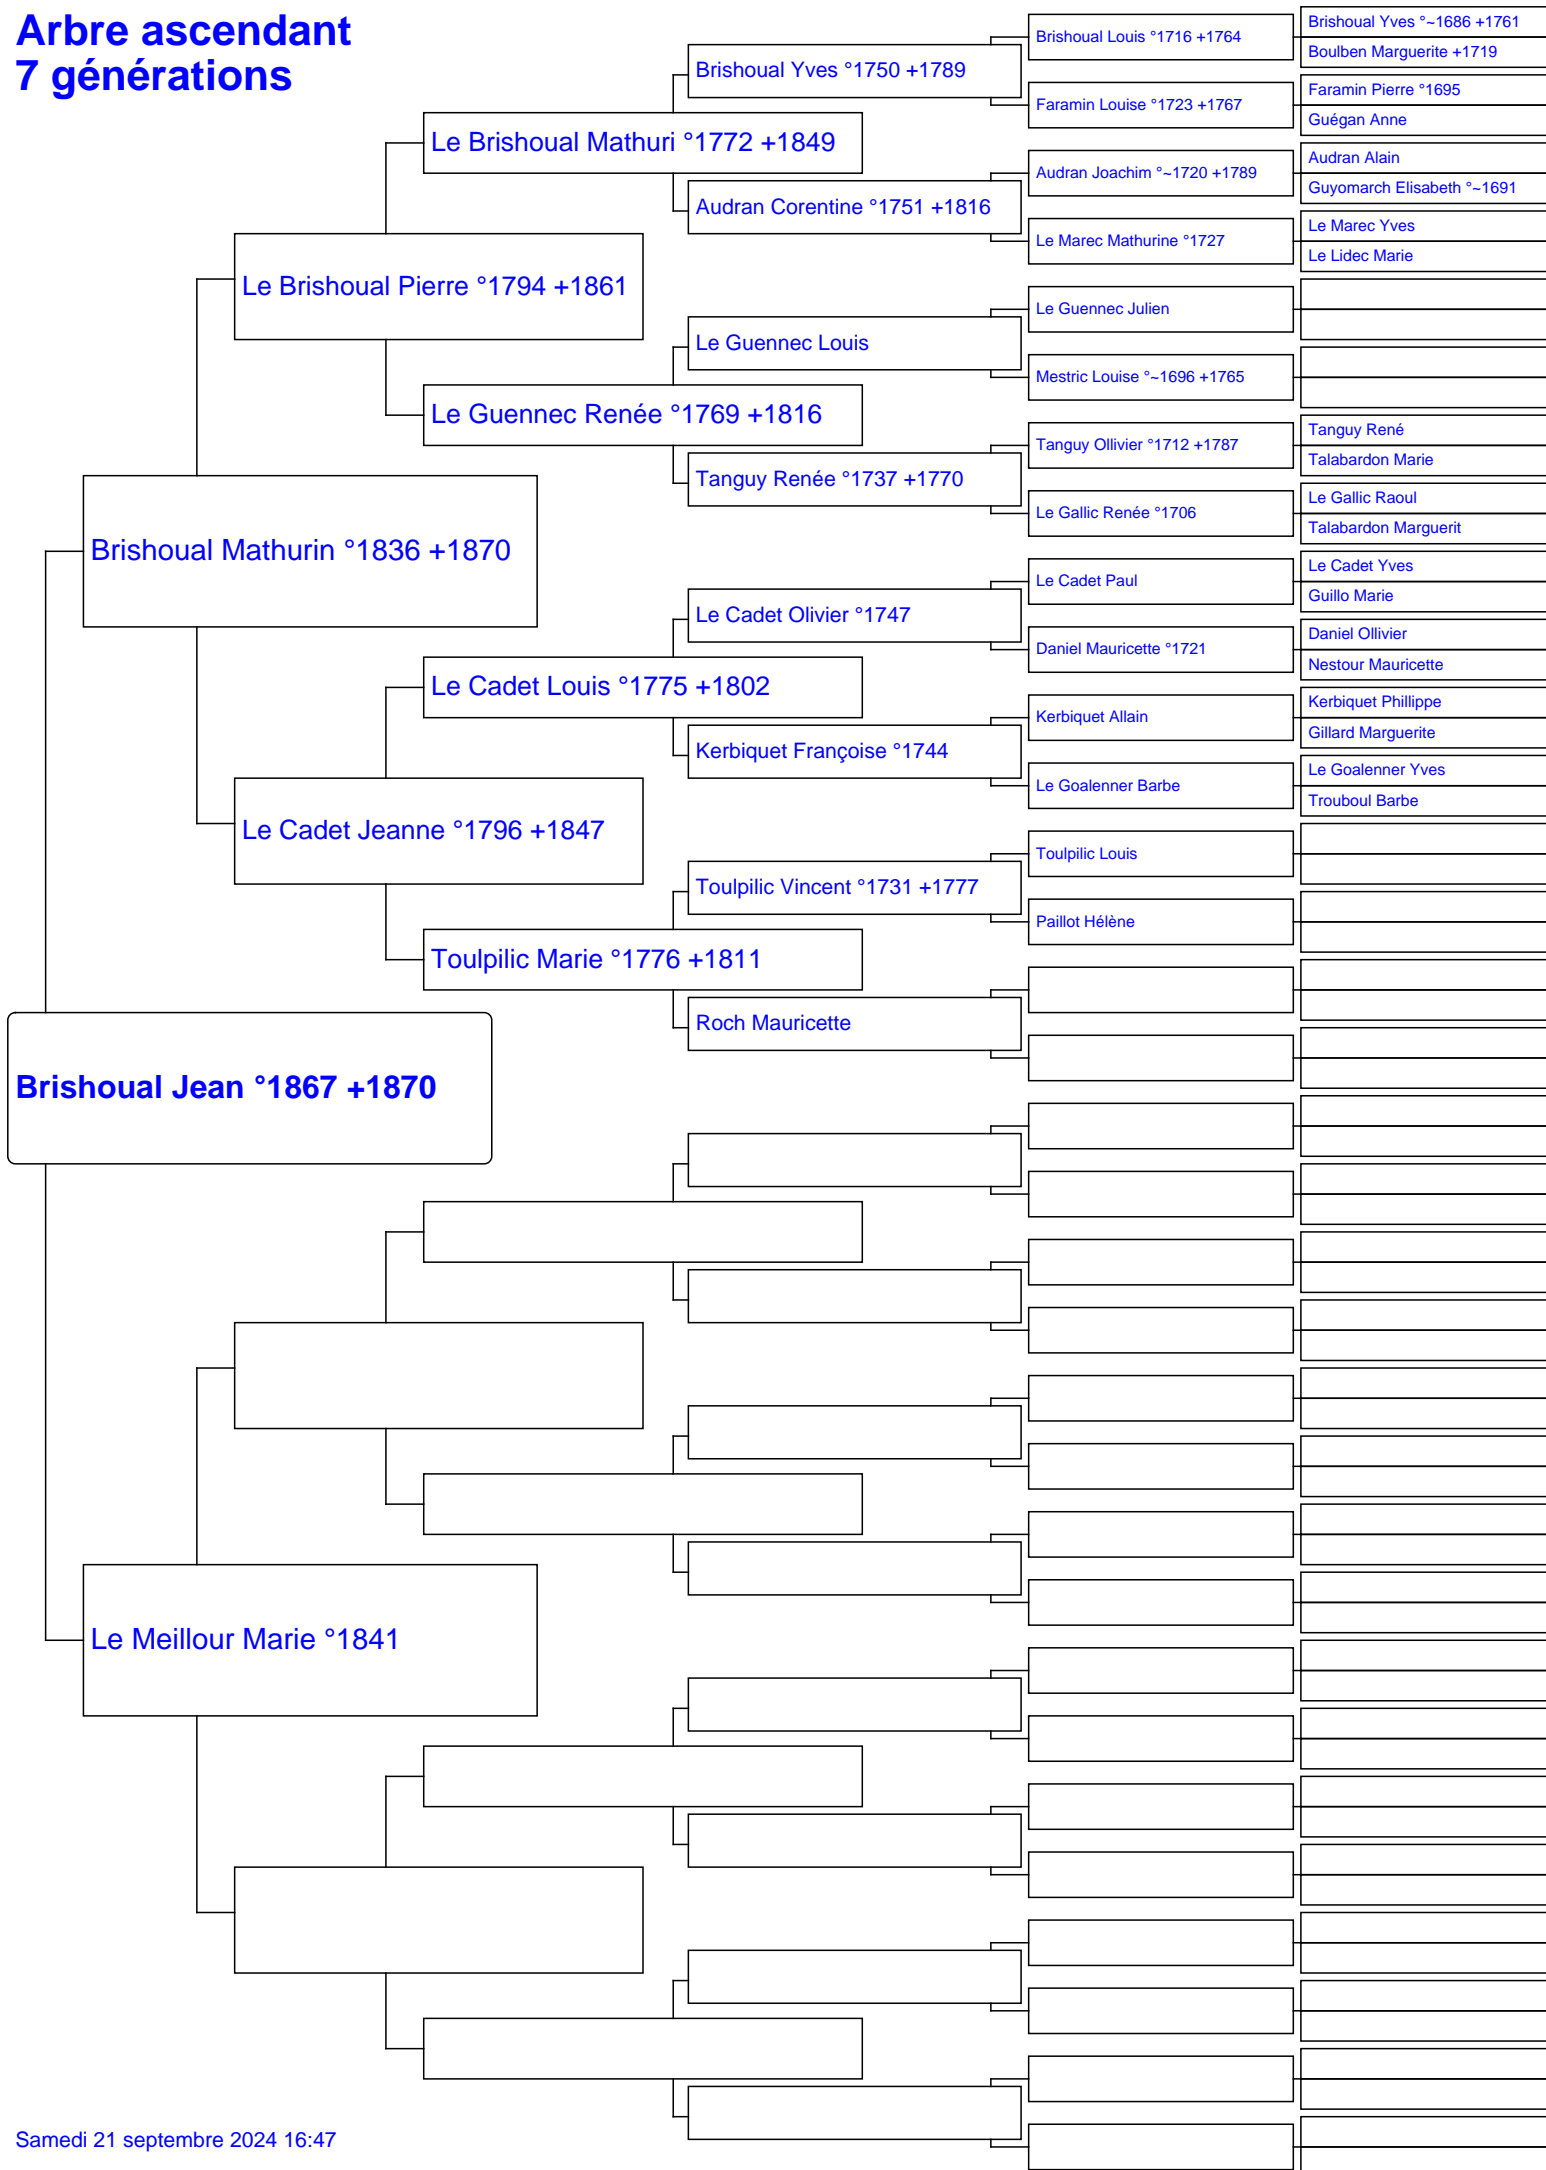 Arbre ascendant
7 générations
Brishoual Jean °1867 +1870
Brishoual Mathurin °1836 +1870
Le Meillour Marie °1841
Le Brishoual Pierre °1794 +1861
Le Cadet Jeanne °1796 +1847
Le Brishoual Mathuri °1772 +1849
Le Guennec Renée °1769 +1816
Le Cadet Louis °1775 +1802
Toulpilic Marie °1776 +1811
Brishoual Yves °1750 +1789
Audran Corentine °1751 +1816
Le Guennec Louis
Tanguy Renée °1737 +1770
Le Cadet Olivier °1747
Kerbiquet Françoise °1744
Toulpilic Vincent °1731 +1777
Roch Mauricette
Brishoual Louis °1716 +1764
Faramin Louise °1723 +1767
Audran Joachim °~1720 +1789
Le Marec Mathurine °1727
Le Guennec Julien
Mestric Louise °~1696 +1765
Tanguy Ollivier °1712 +1787
Le Gallic Renée °1706
Le Cadet Paul
Daniel Mauricette °1721
Kerbiquet Allain
Le Goalenner Barbe
Toulpilic Louis
Paillot Hélène
Brishoual Yves °~1686 +1761
Boulben Marguerite +1719
Faramin Pierre °1695
Guégan Anne
Audran Alain
Guyomarch Elisabeth °~1691
Le Marec Yves
Le Lidec Marie
Tanguy René
Talabardon Marie
Le Gallic Raoul
Talabardon Marguerit
Le Cadet Yves
Guillo Marie
Daniel Ollivier
Nestour Mauricette
Kerbiquet Phillippe
Gillard Marguerite
Le Goalenner Yves
Trouboul Barbe
Samedi 21 septembre 2024 16:47